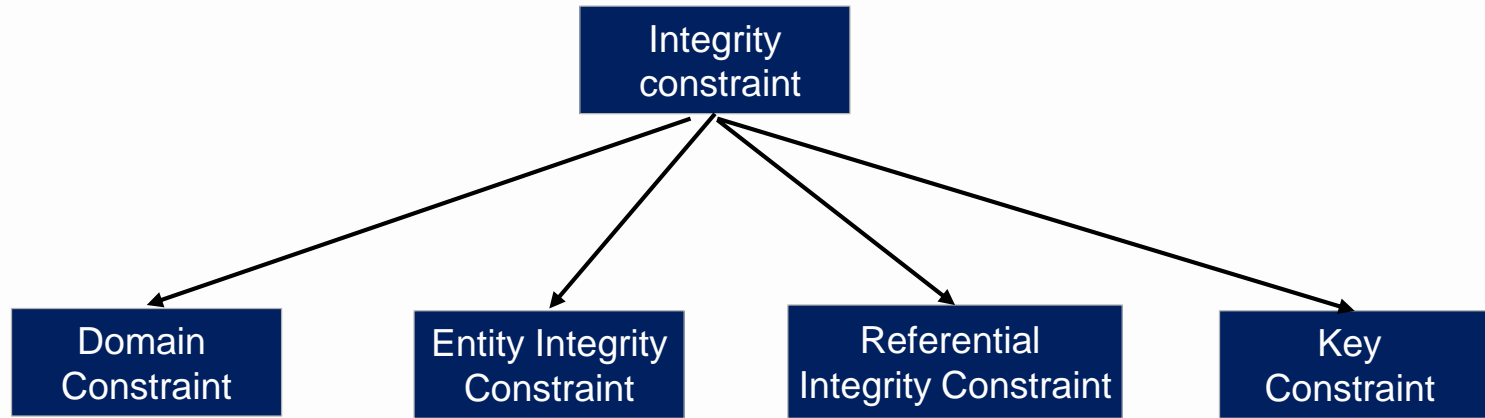 Integrity
constraint
Domain
Constraint
Entity Integrity
Constraint
Referential
Integrity Constraint
Key
Constraint